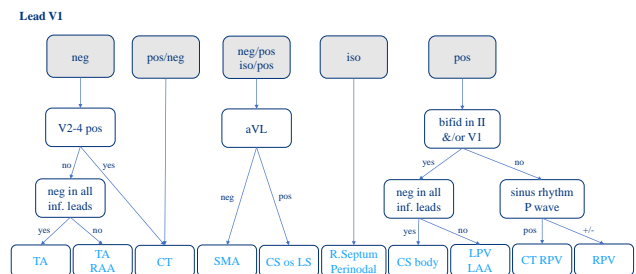 Lead V1
neg
pos/neg
neg/pos
iso/pos
iso
pos
V2-4 pos
aVL
bifid in II
&/or V1
no
yes
yes
no
neg in all
inf. leads
neg
pos
neg in all
inf. leads
sinus rhythm
P wave
yes
no
yes
no
pos
+/-
TA
TA
RAA
CT
SMA
CS os LS
R.Septum
Perinodal
CS body
LPV
LAA
CT RPV
RPV